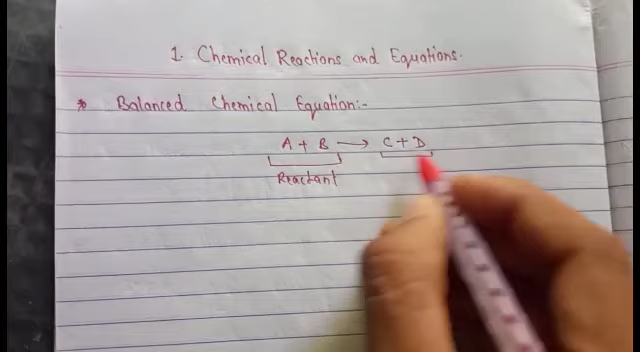 1. Chemical Reactions and Equations.
* Balanced Chemical Equation:-
A + B → C + D
Reactant